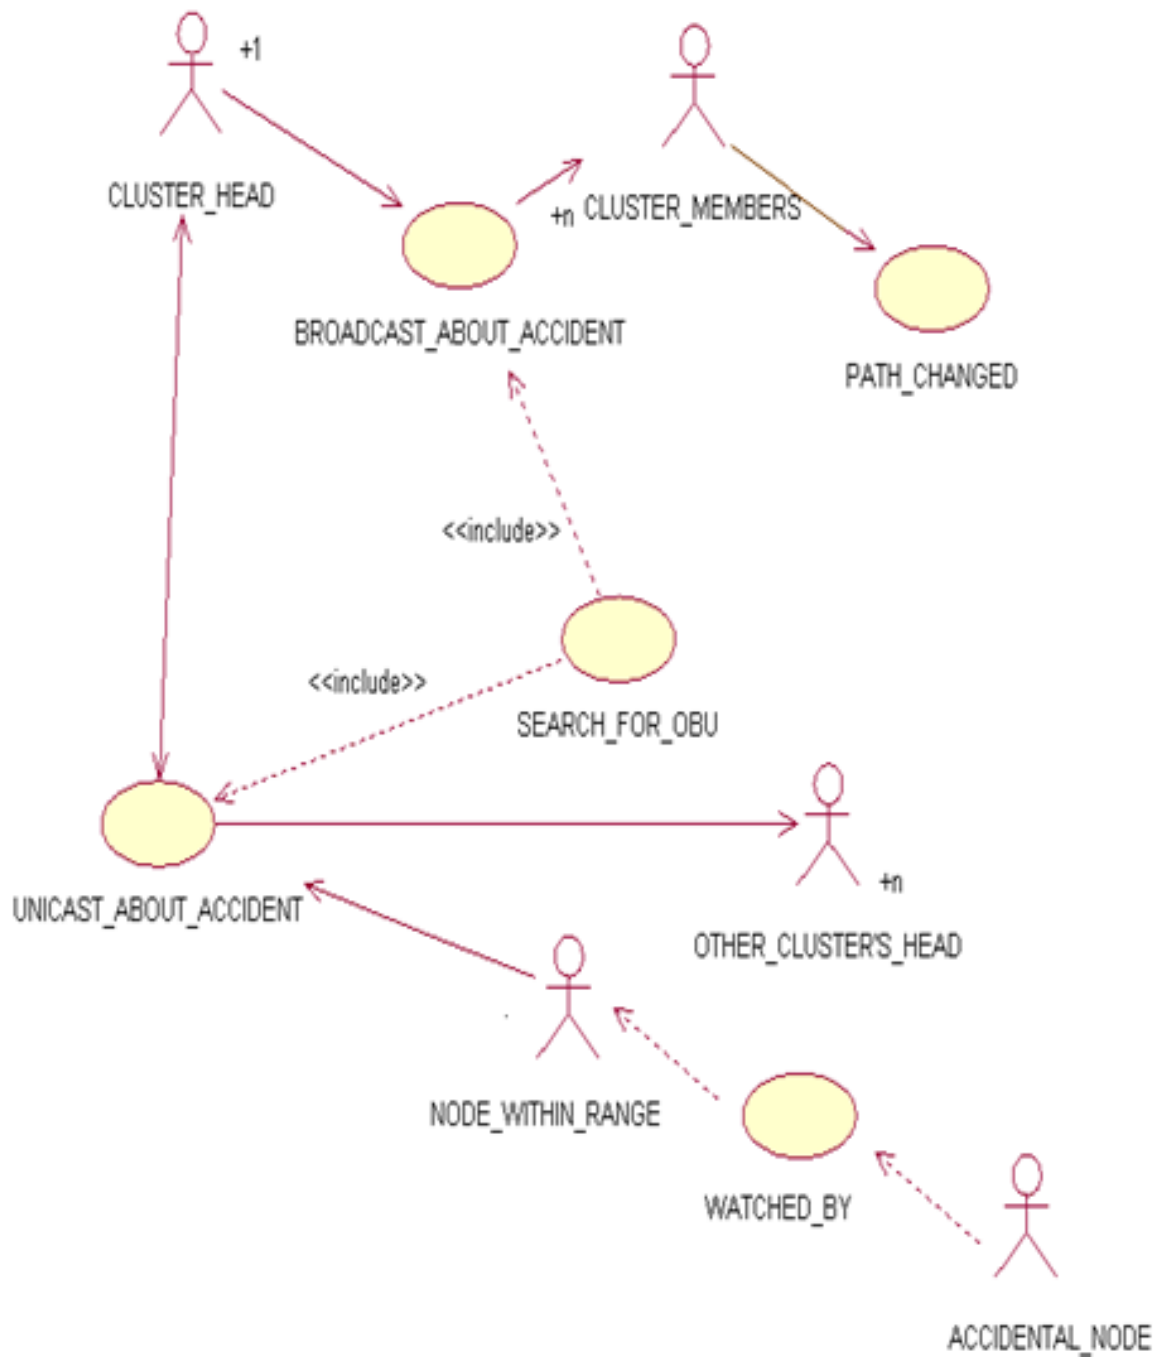 +1
CLUSTER_HEAD
+n
CLUSTER_MEMBERS
BROADCAST_ABOUT_ACCIDENT
PATH_CHANGED
<<include>>
<<include>>
SEARCH_FOR_OBU
UNICAST_ABOUT_ACCIDENT
+n
OTHER_CLUSTER'S_HEAD
NODE_WITHIN_RANGE
WATCHED_BY
ACCIDENTAL_NODE